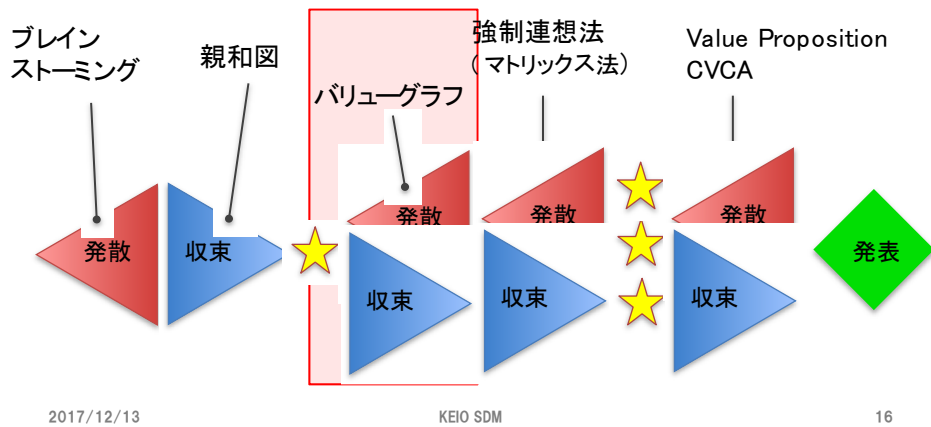 ブレイン
ストーミング
親和図
バリューグラフ
強制連想法
(マトリックス法)
Value Proposition
CVCA
発散
収束
発散
収束
発散
収束
発散
収束
発表
2017/12/13
KEIO SDM
16